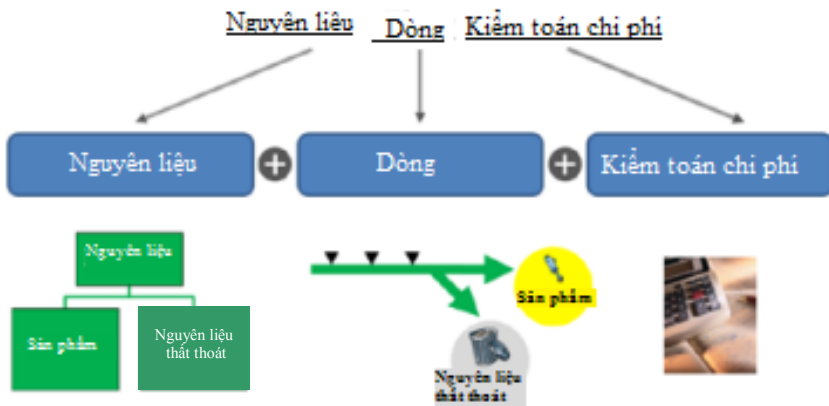 Nguyên liệu Dòng Kiểm toán chi phí
Nguyên liệu
Dòng
Kiểm toán chi phí
Nguyên liệu
Sản phẩm
Nguyên liệu
thất thoát
Sản phẩm
Nguyên liệu
thất thoát